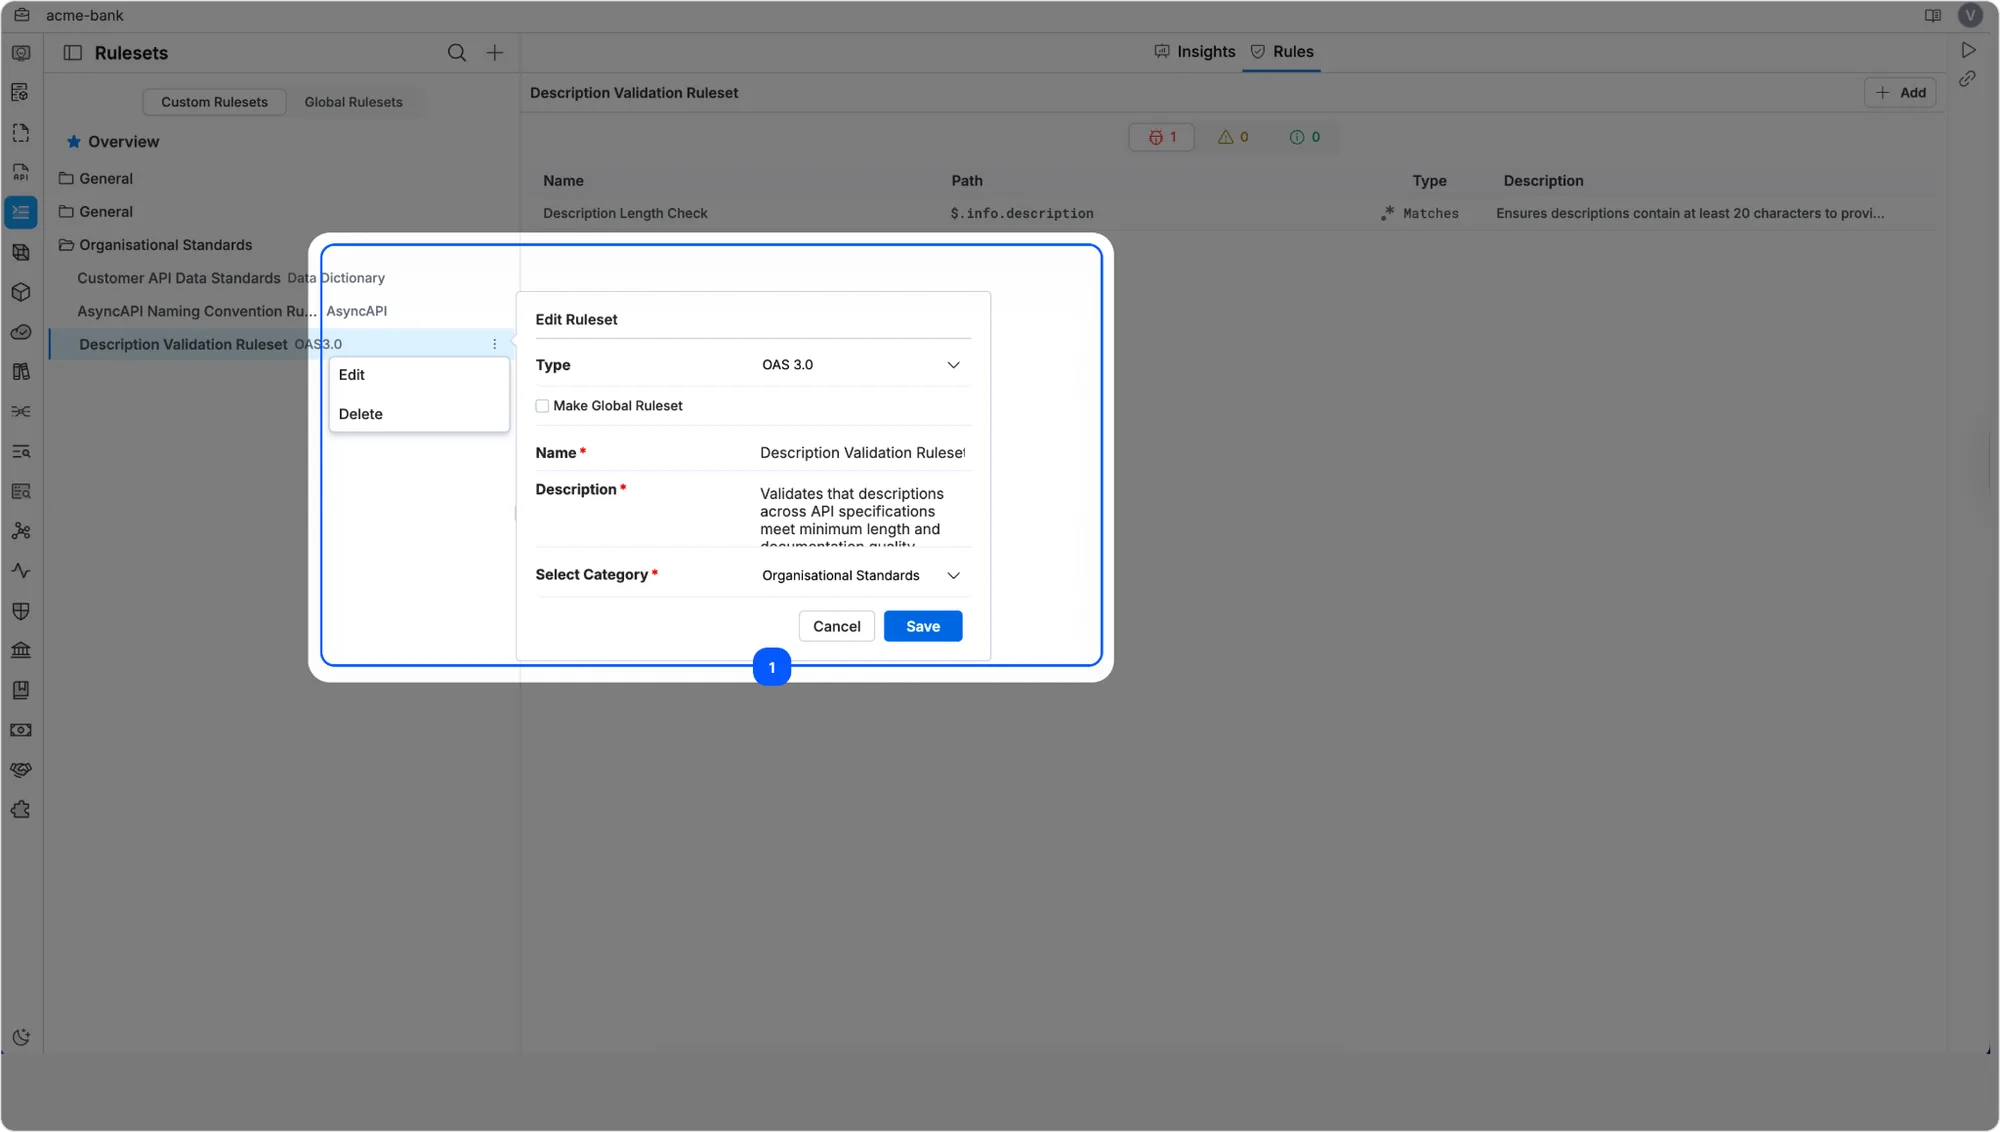 acme-bank
V
Rulesets
Insights
Rules
Custom Rulesets
Global Rulesets
Description Validation Ruleset
Add
Overview
1
0
0
General
Name
Path
Type
Description
General
Description Length Check
$.info.description
Matches
Ensures descriptions contain at least 20 characters to provi...
Organisational Standards
Customer API Data Standards Data Dictionary
AsyncAPI Naming Convention Ru... AsyncAPI
Description Validation Ruleset OAS3.0
Edit
Delete
Edit Ruleset
Type
OAS 3.0
Make Global Ruleset
Name *
Description Validation Ruleset
Description *
Validates that descriptions
across API specifications
meet minimum length and
documentation quality
Select Category *
Organisational Standards
Cancel
Save
1
API